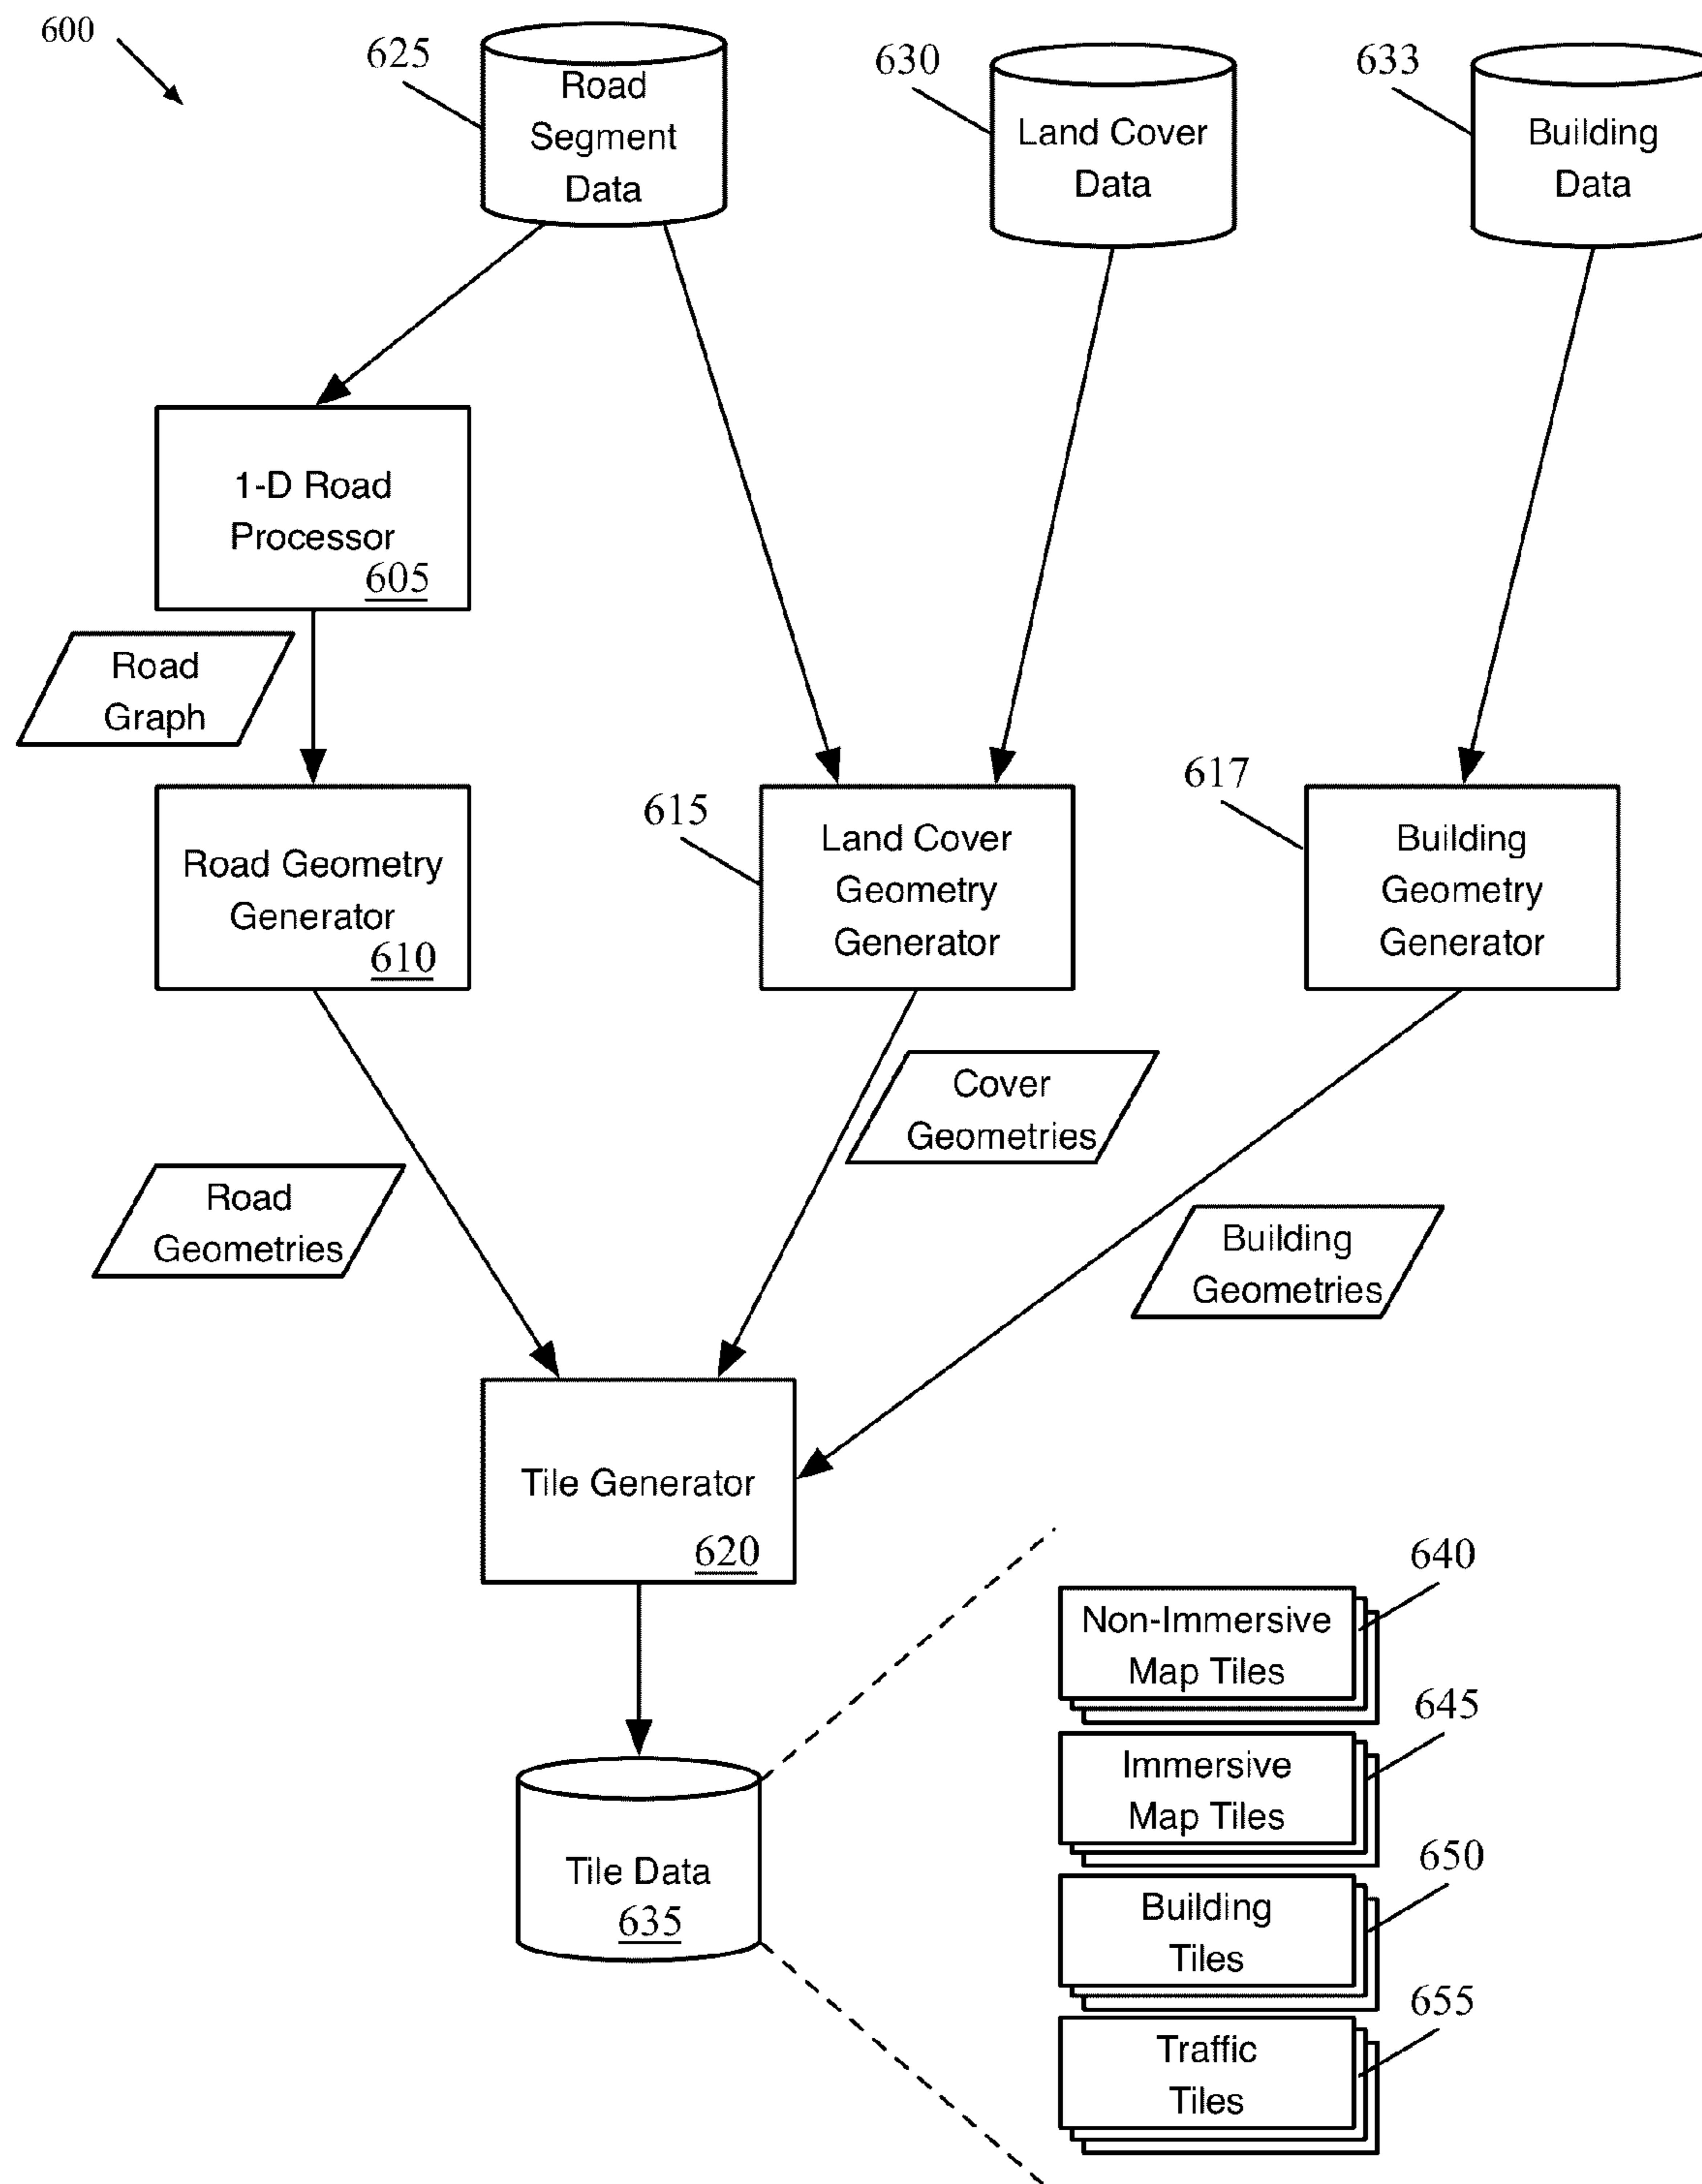 600
625
Road
Segment
Data
630
Land Cover
Data
633
Building
Data
1-D Road
Processor
605
Road
Graph
Road Geometry
Generator
610
615
Land Cover
Geometry
Generator
617
Building
Geometry
Generator
Cover
Geometries
Road
Geometries
Building
Geometries
Tile Generator
620
Tile Data
635
640
Non-Immersive
Map Tiles
645
Immersive
Map Tiles
650
Building
Tiles
655
Traffic
Tiles